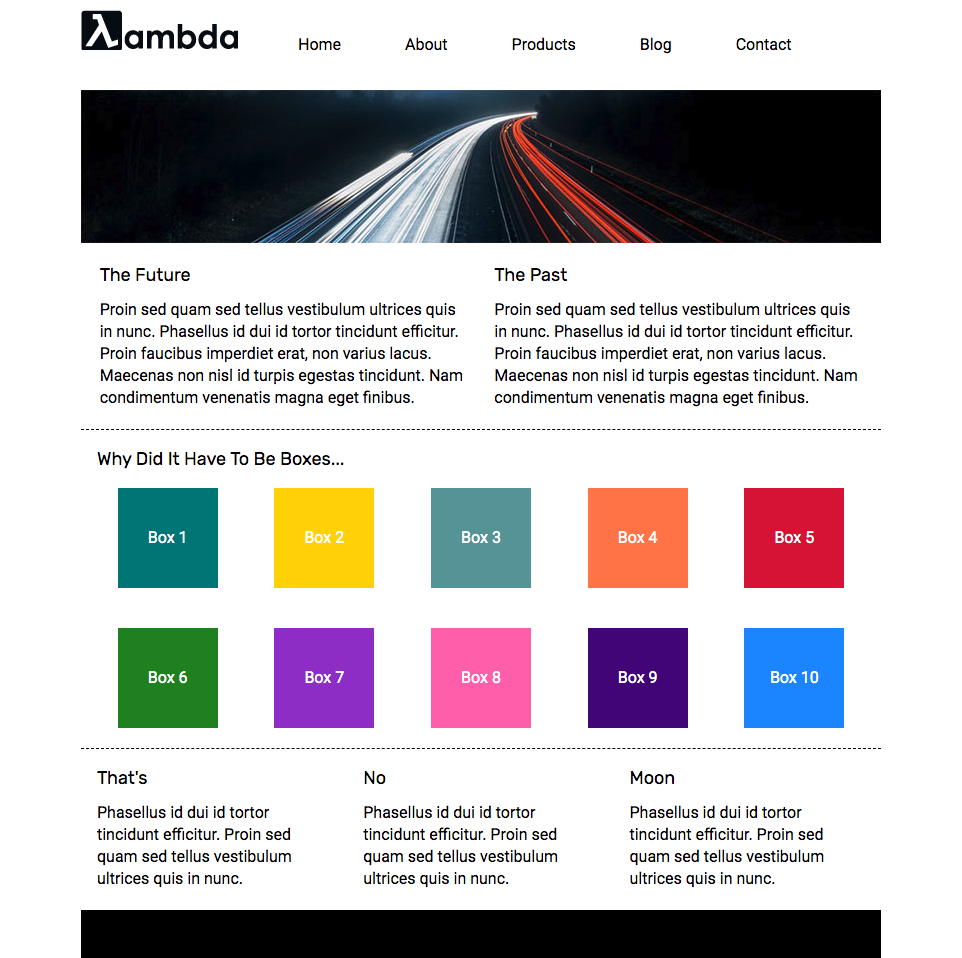 λambda
Home About Products Blog Contact
The Future
Proin sed quam sed tellus vestibulum ultrices quis
in nunc. Phasellus id dui id tortor tincidunt efficitur.
Proin faucibus imperdiet erat, non varius lacus.
Maecenas non nisl id turpis egestas tincidunt. Nam
condimentum venenatis magna eget finibus.
The Past
Proin sed quam sed tellus vestibulum ultrices quis
in nunc. Phasellus id dui id tortor tincidunt efficitur.
Proin faucibus imperdiet erat, non varius lacus.
Maecenas non nisl id turpis egestas tincidunt. Nam
condimentum venenatis magna eget finibus.
Why Did It Have To Be Boxes...
Box 1 Box 2 Box 3 Box 4 Box 5
Box 6 Box 7 Box 8 Box 9 Box 10
That's
Phasellus id dui id tortor
tincidunt efficitur. Proin sed
quam sed tellus vestibulum
ultrices quis in nunc.
No
Phasellus id dui id tortor
tincidunt efficitur. Proin sed
quam sed tellus vestibulum
ultrices quis in nunc.
Moon
Phasellus id dui id tortor
tincidunt efficitur. Proin sed
quam sed tellus vestibulum
ultrices quis in nunc.